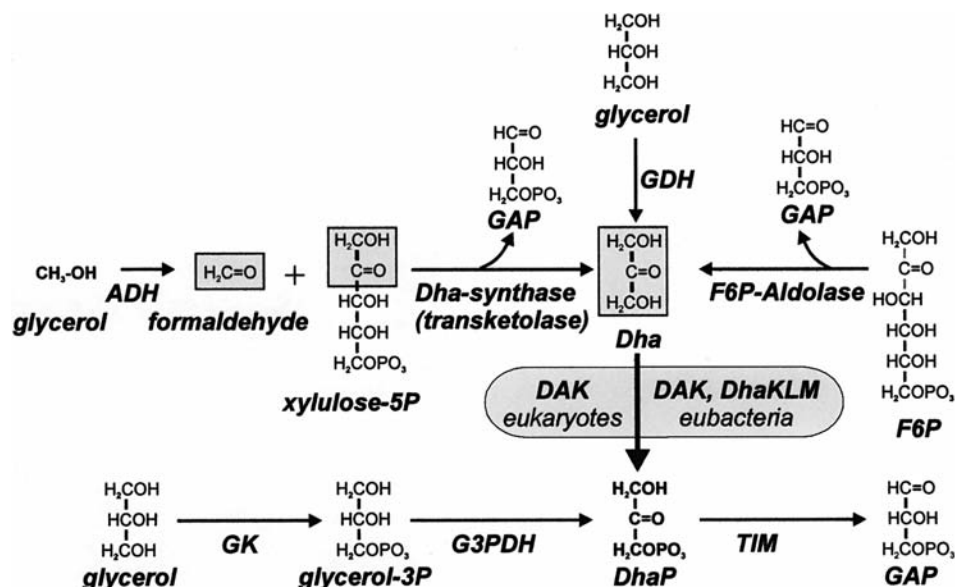 H₂COH
HCOH
H₂COH
glycerol
GDH
HC=O
HCOH
H₂COPO₃
GAP
HC=O
HCOH
H₂COPO₃
GAP
CH₃-OH
glycerol
ADH
H₂C=O
formaldehyde
+
H₂COH
C=O
HCOH
HCOH
H₂COPO₃
xylulose-5P
Dha-synthase
(transketolase)
H₂COH
C=O
H₂COH
Dha
F6P-Aldolase
H₂COH
C=O
HOCH
HCOH
HCOH
H₂COPO₃
F6P
DAK
eukaryotes
DAK, DhaKLM
eubacteria
H₂COH
HCOH
H₂COH
glycerol
GK
H₂COH
HCOH
H₂COPO₃
glycerol-3P
G3PDH
H₂COH
C=O
H₂COPO₃
DhaP
TIM
HC=O
HCOH
H₂COPO₃
GAP